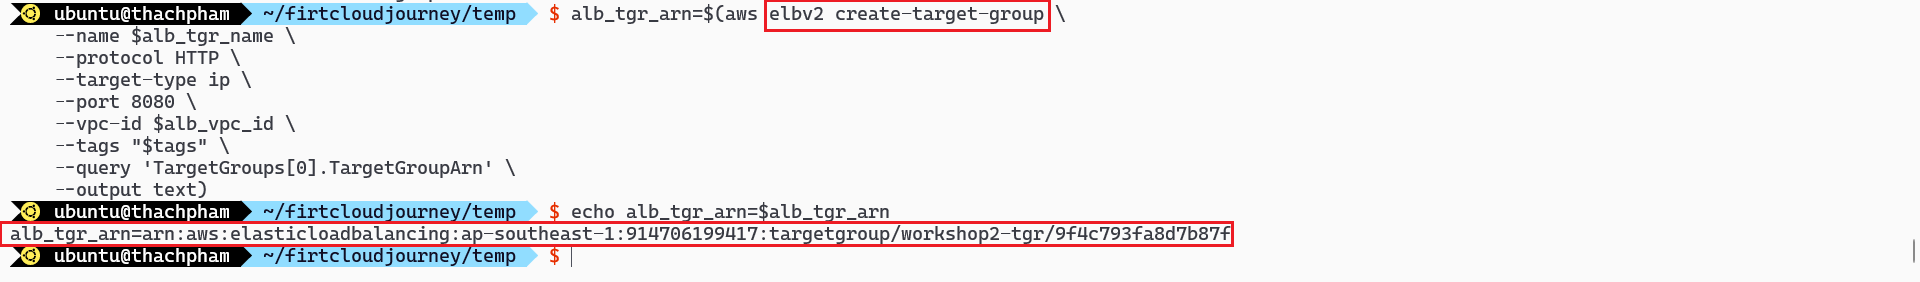 ubuntu@thachpham ~/firtcloudjourney/temp $ alb_tgr_arn=$(aws elbv2 create-target-group \
--name $alb_tgr_name \
--protocol HTTP \
--target-type ip \
--port 8080 \
--vpc-id $alb_vpc_id \
--tags "$tags" \
--query 'TargetGroups[0].TargetGroupArn' \
--output text)
ubuntu@thachpham ~/firtcloudjourney/temp $ echo alb_tgr_arn=$alb_tgr_arn
alb_tgr_arn=arn:aws:elasticloadbalancing:ap-southeast-1:914706199417:targetgroup/workshop2-tgr/9f4c793fa8d7b87f
ubuntu@thachpham ~/firtcloudjourney/temp $